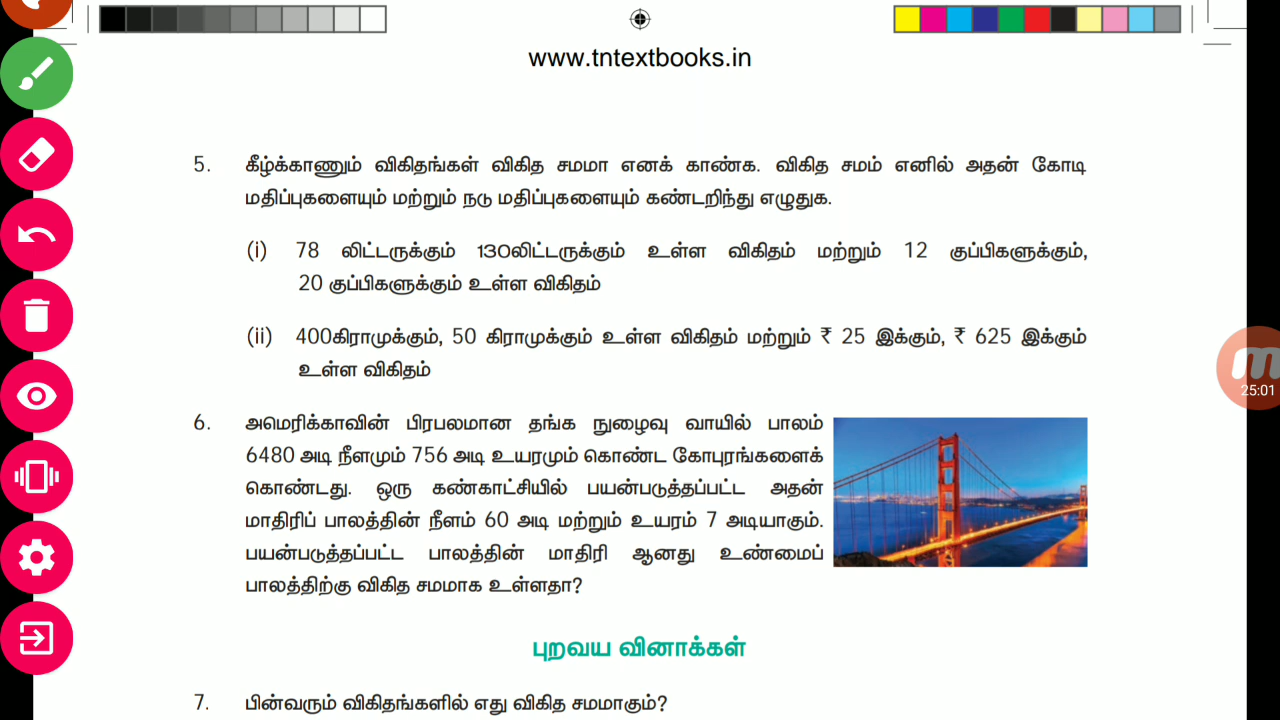 www.tntextbooks.in
5. கீழ்க்காணும் விகிதங்கள் விகித சமமா எனக் காண்க. விகித சமம் எனில் அதன் கோடி
மதிப்புகளையும் மற்றும் நடு மதிப்புகளையும் கண்டறிந்து எழுதுக.
(i) 78 லிட்டருக்கும் 130லிட்டருக்கும் உள்ள விகிதம் மற்றும் 12 குப்பிகளுக்கும்,
20 குப்பிகளுக்கும் உள்ள விகிதம்
(ii) 400கிராமுக்கும், 50 கிராமுக்கும் உள்ள விகிதம் மற்றும் ₹ 25 இக்கும், ₹ 625 இக்கும்
உள்ள விகிதம்
6. அமெரிக்காவின் பிரபலமான தங்க நுழைவு வாயில் பாலம்
6480 அடி நீளமும் 756 அடி உயரமும் கொண்ட கோபுரங்களைக்
கொண்டது. ஒரு கண்காட்சியில் பயன்படுத்தப்பட்ட அதன்
மாதிரிப் பாலத்தின் நீளம் 60 அடி மற்றும் உயரம் 7 அடியாகும்.
பயன்படுத்தப்பட்ட பாலத்தின் மாதிரி ஆனது உண்மைப்
பாலத்திற்கு விகித சமமாக உள்ளதா?
புறவய வினாக்கள்
7. பின்வரும் விகிதங்களில் எது விகித சமமாகும்?
25:01